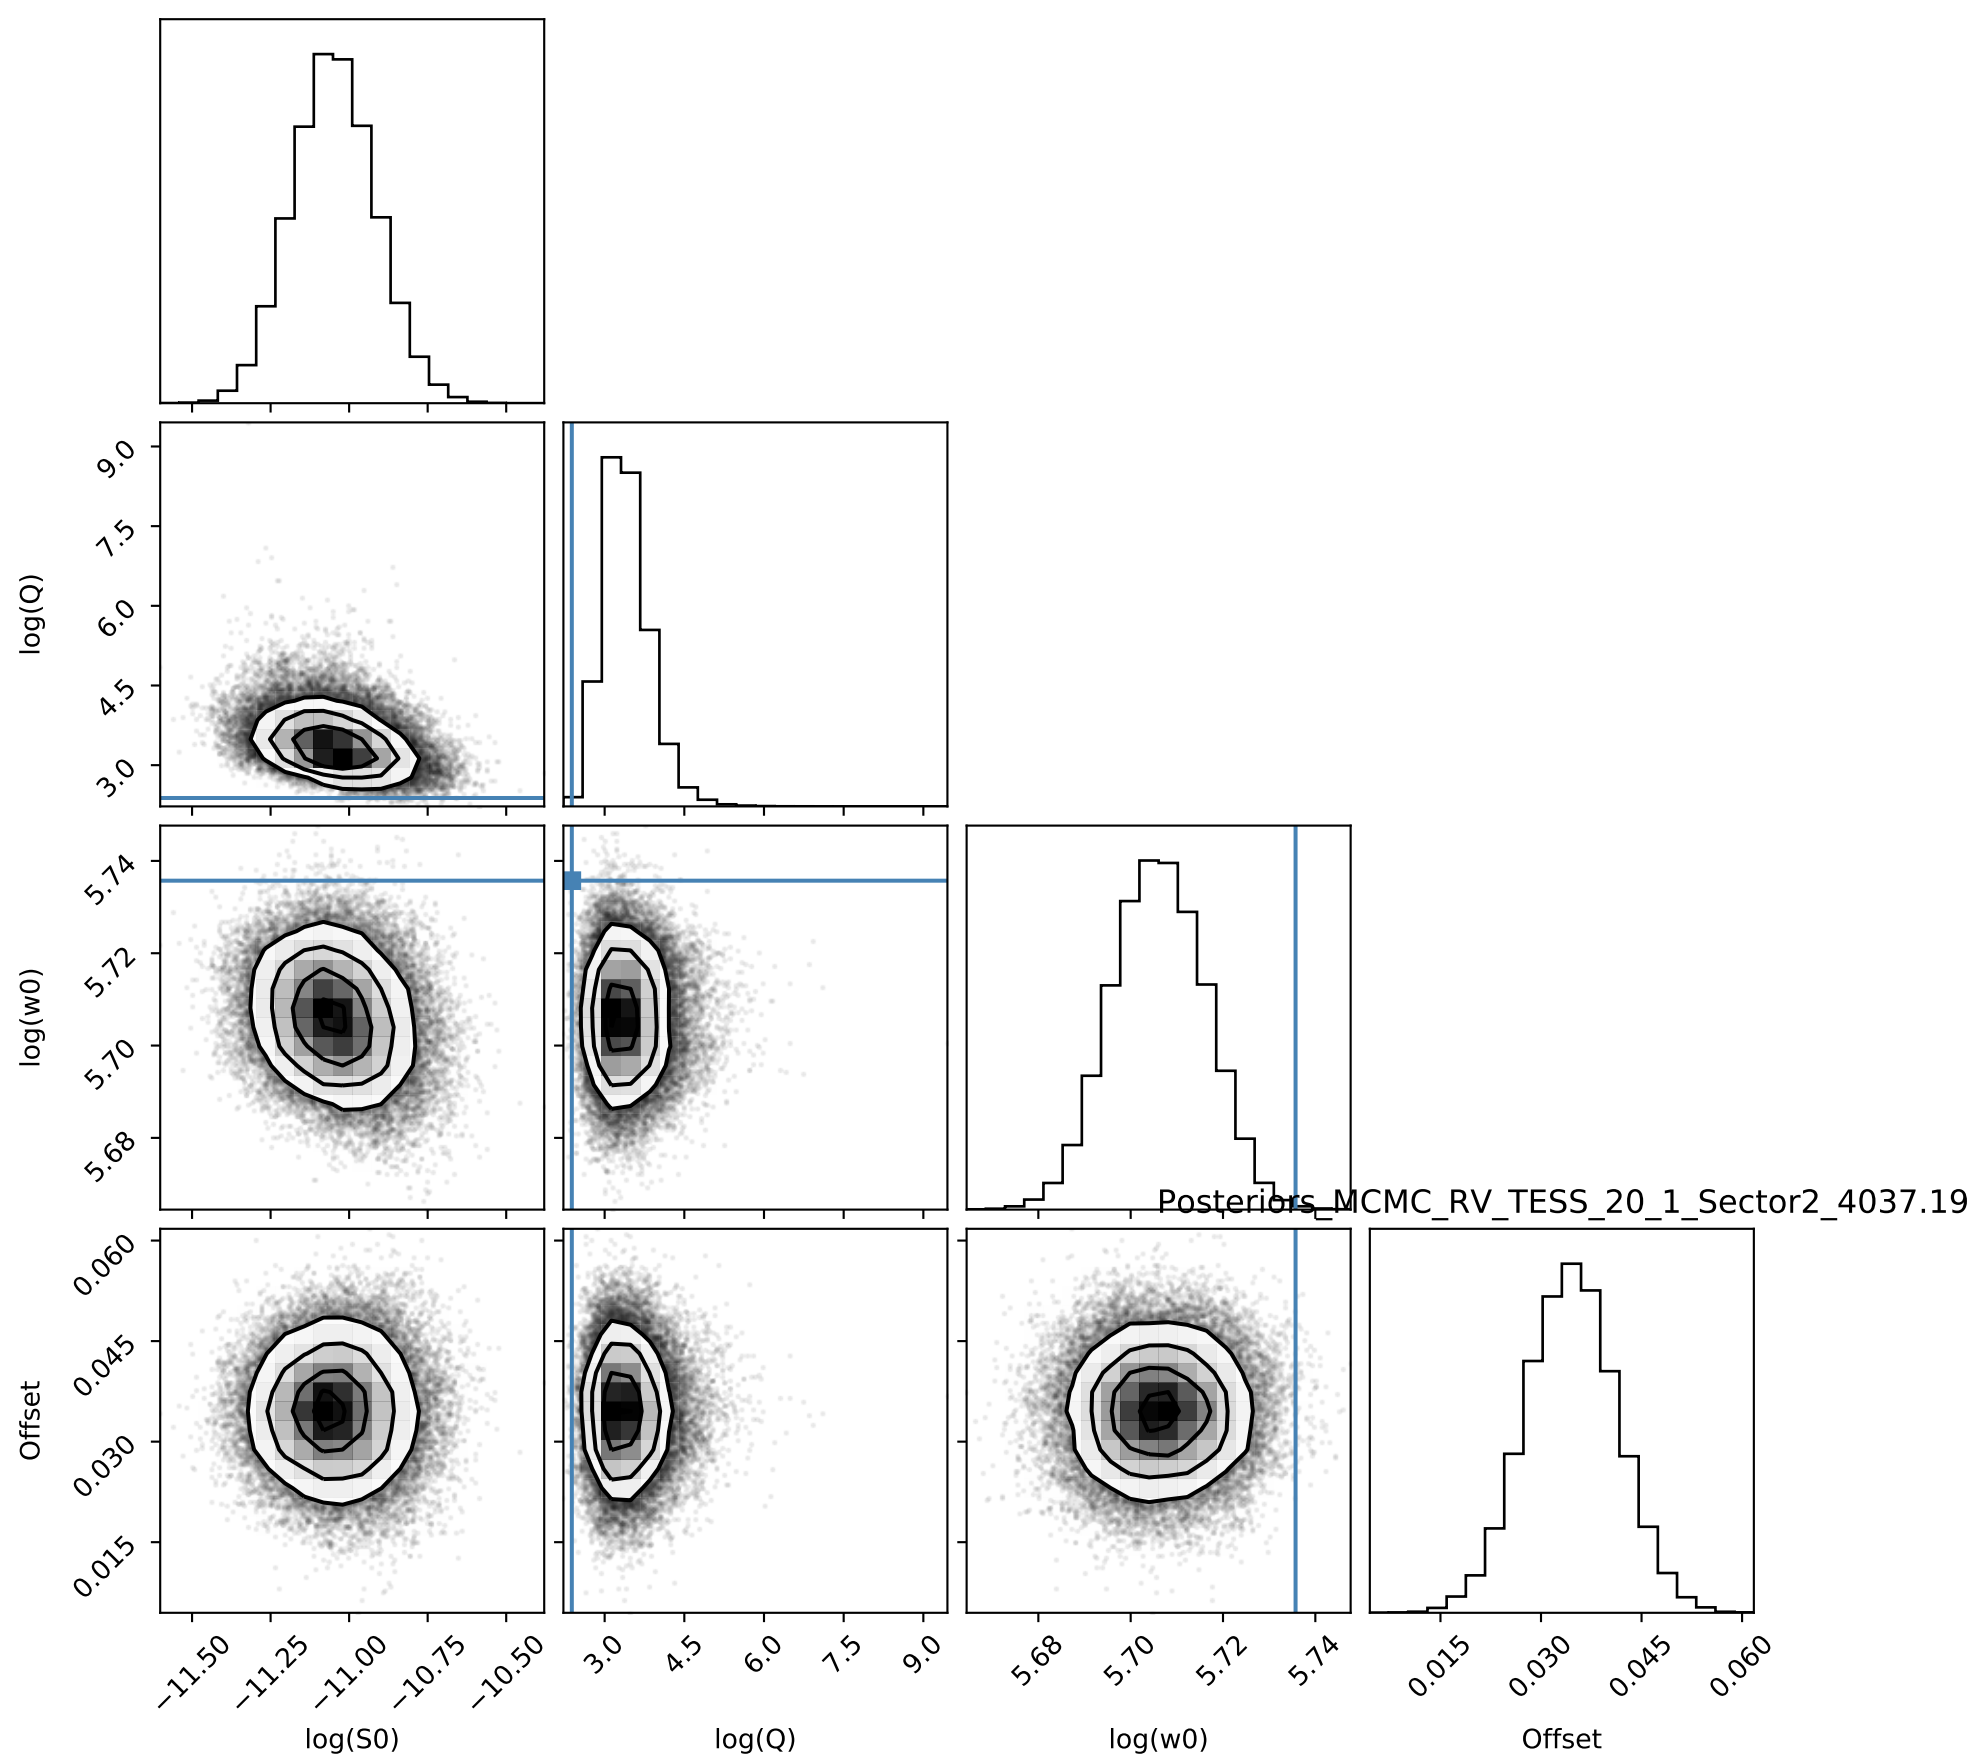 9.0
7.5
6.0
4.5
3.0
log(Q)
5.74
5.72
5.70
5.68
log(w0)
Posteriors_MCMC_RV_TESS_20_1_Sector2_4037.19
0.060
0.045
0.030
0.015
Offset
−11.50 −11.25 −11.00 −10.75 −10.50 3.0 4.5 6.0 7.5 9.0 5.68 5.70 5.72 5.74 0.015 0.030 0.045 0.060
log(S0) log(Q) log(w0) Offset